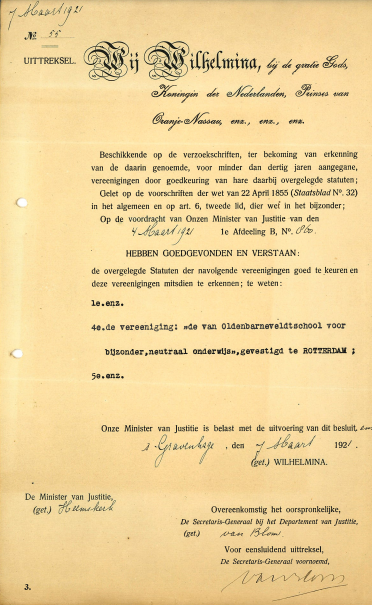 7 Maart 1921
No. 55
UITTREKSEL.
Wij Wilhelmina, bij de gratie Gods,
Koningin der Nederlanden, Prinses van
Oranje-Nassau, enz., enz., enz.
Beschikkende op de verzoekschriften, ter bekoming van erkenning
van de daarin genoemde, voor minder dan dertig jaren aangegane,
vereenigingen door goedkeuring van hare daarbij overgelegde statuten;
Gelet op de voorschriften der wet van 22 April 1855 (Staatsblad No. 32)
in het algemeen en op art. 6, tweede lid, dier wet in het bijzonder;
Op de voordracht van Onzen Minister van Justitie van den
4 Maart 1921 1e Afdeeling B, No.
HEBBEN GOEDGEVONDEN EN VERSTAAN:
de overgelegde Statuten der navolgende vereenigingen goed te keuren en
deze vereenigingen mitsdien te erkennen; te weten:
1e.enz.
4e.de vereeniging: »de van Oldenbarneveldtschool voor
bijzonder,neutraal onderwijs»,gevestigd te ROTTERDAM ;
5e.enz.
Onze Minister van Justitie is belast met de uitvoering van dit besluit,
's Gravenhage, den 7 Maart 1921.
(get.) WILHELMINA.
De Minister van Justitie,
(get.) Heemskerk
Overeenkomstig het oorspronkelijke,
De Secretaris-Generaal bij het Departement van Justitie,
(get.) van Blom
Voor eensluidend uittreksel,
De Secretaris-Generaal voornoemd,
van Blom
3.